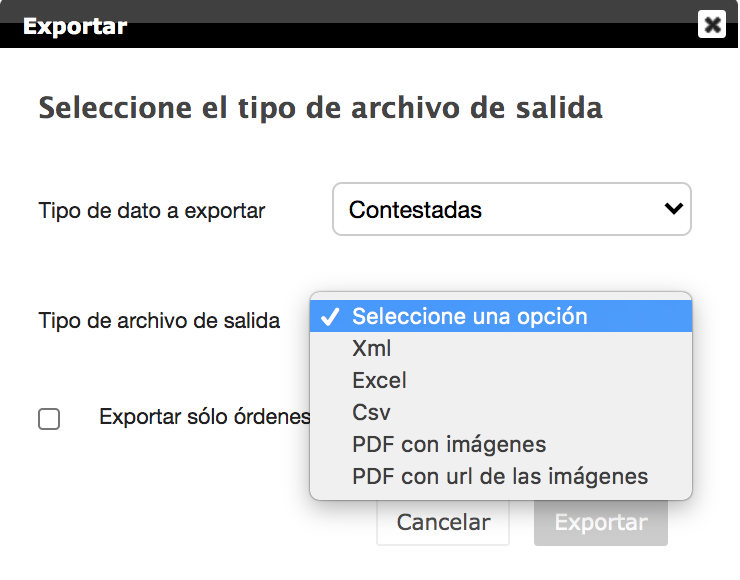 Exportar
Seleccione el tipo de archivo de salida
Tipo de dato a exportar
Contestadas
Tipo de archivo de salida
Seleccione una opción
Xml
Excel
Csv
PDF con imágenes
PDF con url de las imágenes
Exportar sólo órdenes
Cancelar
Exportar